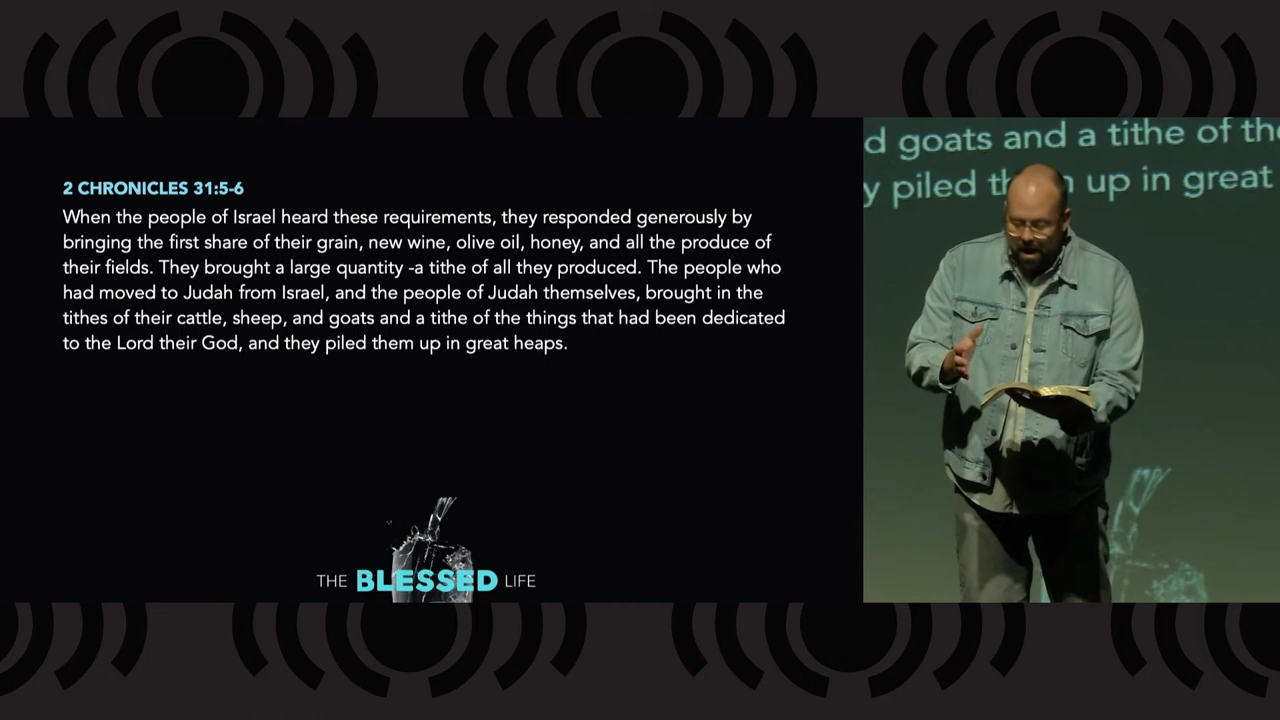 2 CHRONICLES 31:5-6
When the people of Israel heard these requirements, they responded generously by
bringing the first share of their grain, new wine, olive oil, honey, and all the produce of
their fields. They brought a large quantity -a tithe of all they produced. The people who
had moved to Judah from Israel, and the people of Judah themselves, brought in the
tithes of their cattle, sheep, and goats and a tithe of the things that had been dedicated
to the Lord their God, and they piled them up in great heaps.
THE BLESSED LIFE
d goats and a tithe of the
y piled them up in great